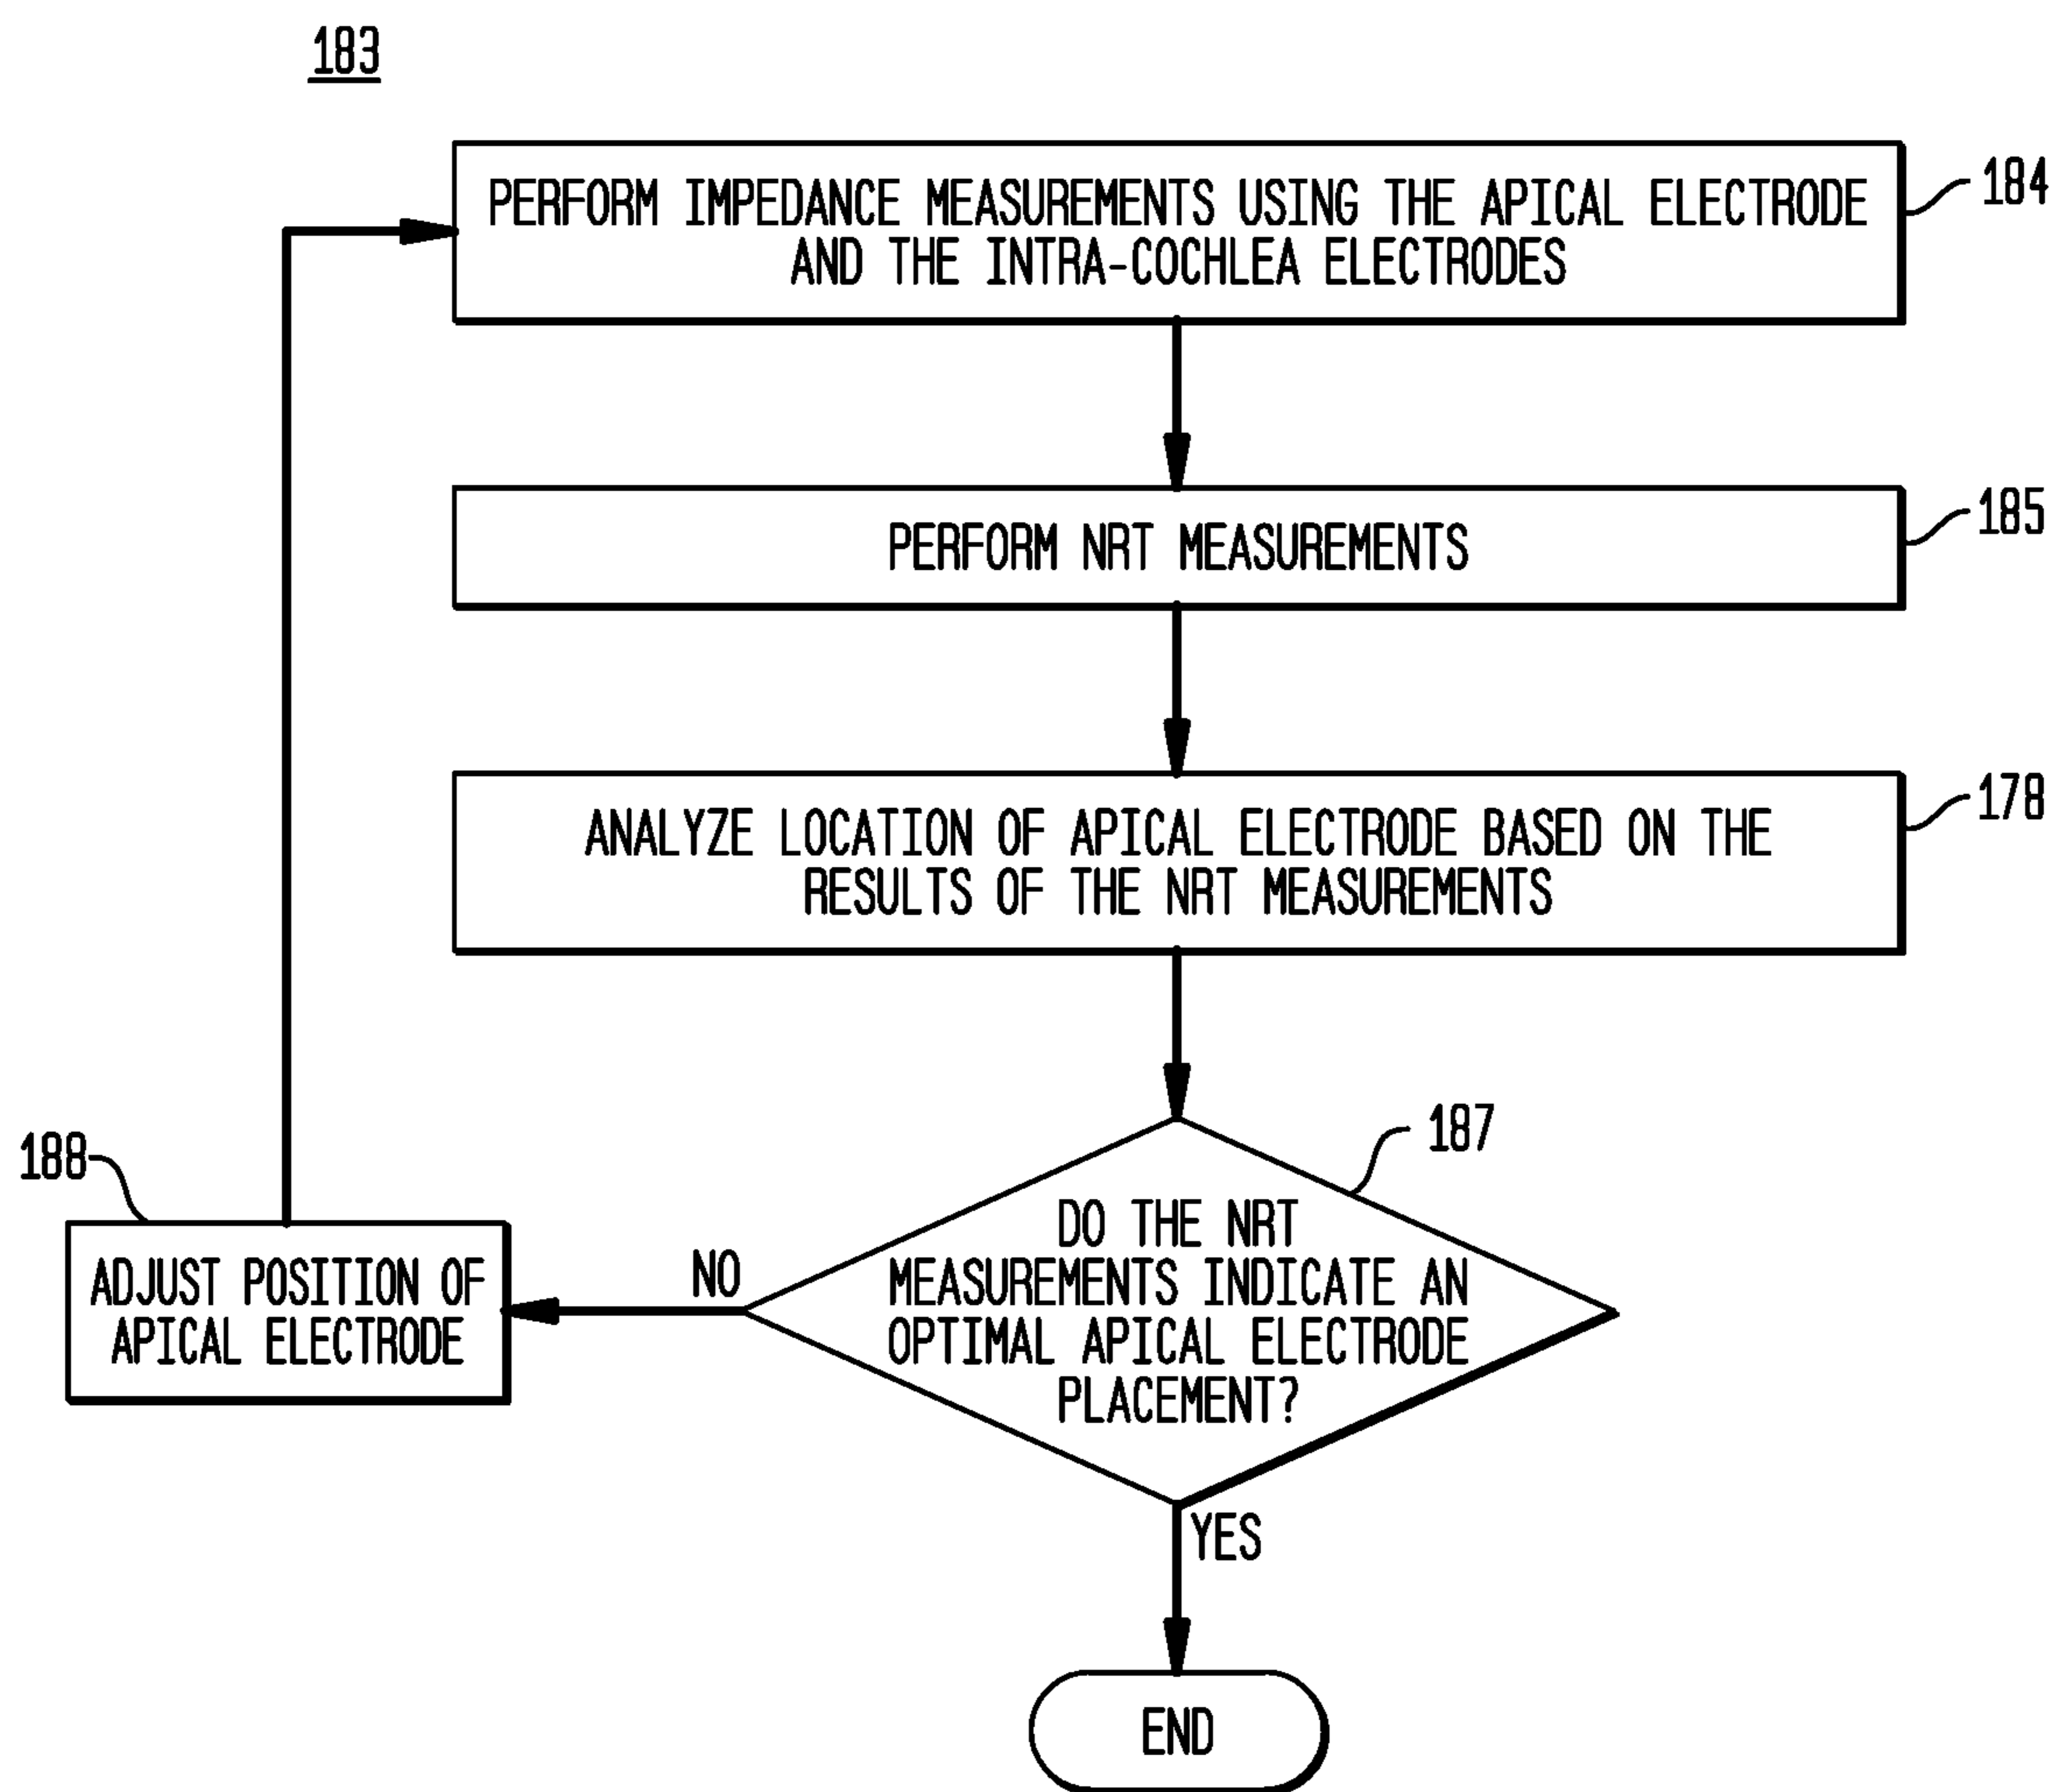 183
PERFORM IMPEDANCE MEASUREMENTS USING THE APICAL ELECTRODE
AND THE INTRA-COCHLEA ELECTRODES
184
PERFORM NRT MEASUREMENTS
185
ANALYZE LOCATION OF APICAL ELECTRODE BASED ON THE
RESULTS OF THE NRT MEASUREMENTS
178
187
DO THE NRT
MEASUREMENTS INDICATE AN
OPTIMAL APICAL ELECTRODE
PLACEMENT?
NO
188
ADJUST POSITION OF
APICAL ELECTRODE
YES
END